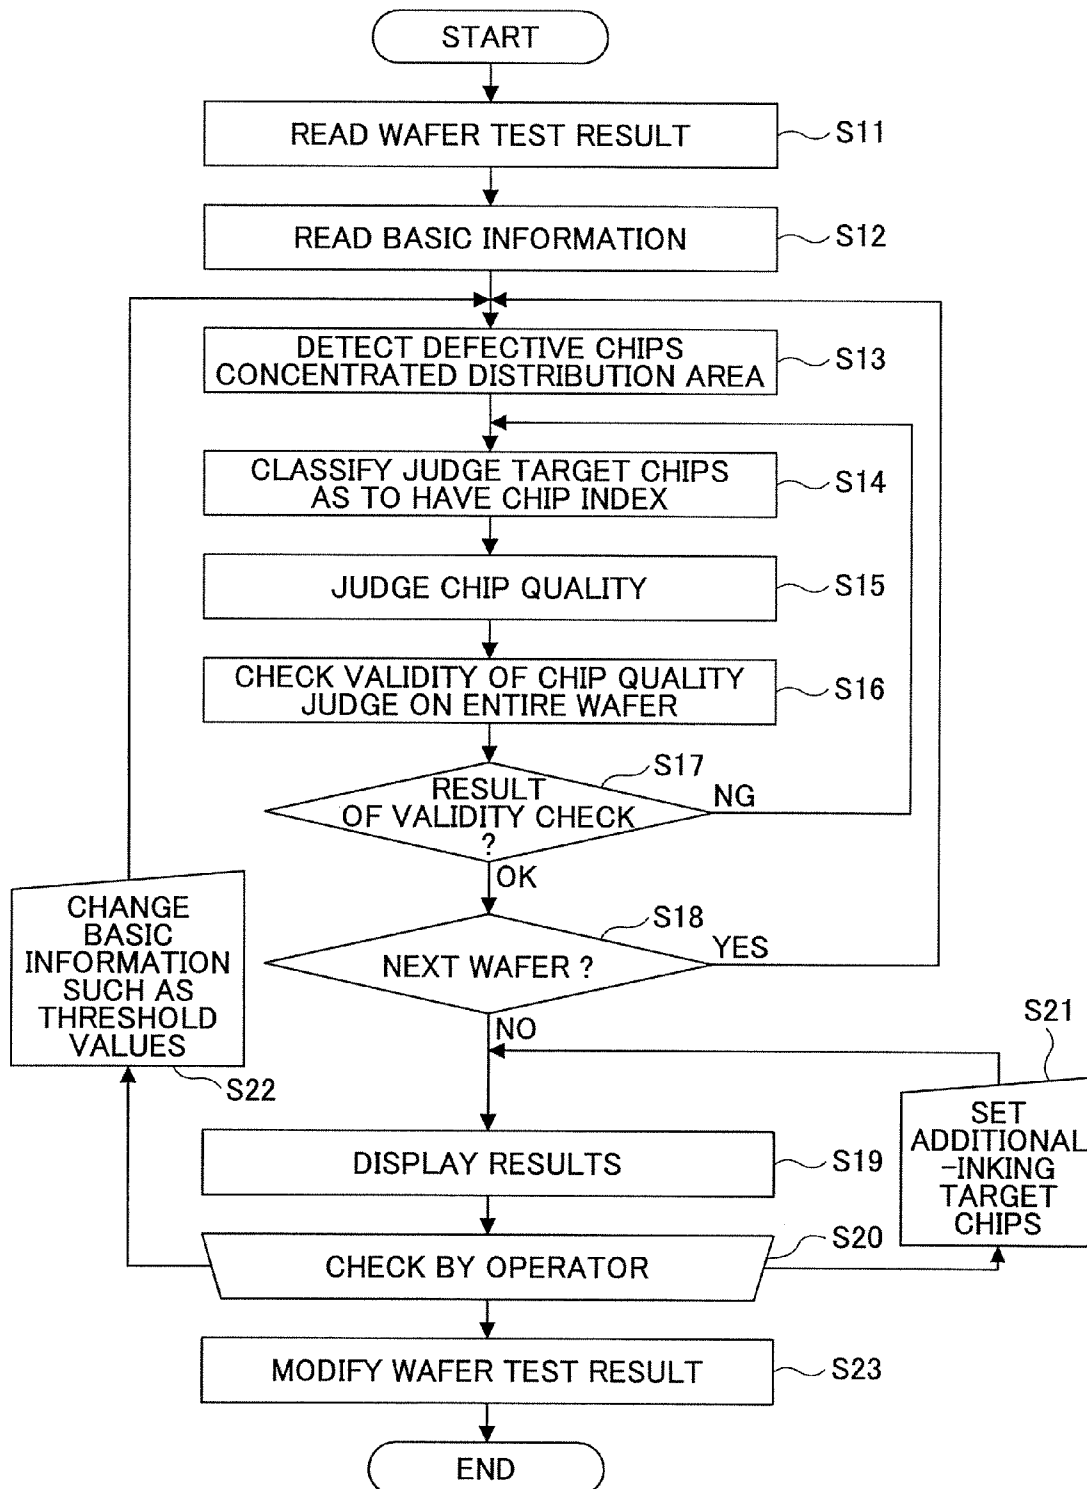 START
READ WAFER TEST RESULT
S11
READ BASIC INFORMATION
S12
DETECT DEFECTIVE CHIPS
CONCENTRATED DISTRIBUTION AREA
S13
CLASSIFY JUDGE TARGET CHIPS
AS TO HAVE CHIP INDEX
S14
JUDGE CHIP QUALITY
S15
CHECK VALIDITY OF CHIP QUALITY
JUDGE ON ENTIRE WAFER
S16
RESULT
OF VALIDITY CHECK
?
S17
NG
OK
NEXT WAFER ?
S18
YES
NO
CHANGE
BASIC
INFORMATION
SUCH AS
THRESHOLD
VALUES
S22
S21
SET
ADDITIONAL
-INKING
TARGET
CHIPS
DISPLAY RESULTS
S19
CHECK BY OPERATOR
S20
MODIFY WAFER TEST RESULT
S23
END